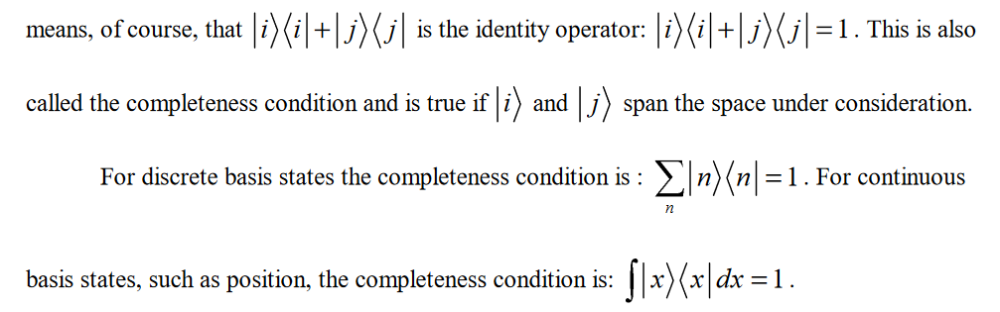 means, of course, that |i⟩⟨i|+|j⟩⟨j| is the identity operator: |i⟩⟨i|+|j⟩⟨j|=1. This is also
called the completeness condition and is true if |i⟩ and |j⟩ span the space under consideration.
For discrete basis states the completeness condition is : ∑ₙ|n⟩⟨n|=1. For continuous
basis states, such as position, the completeness condition is: ∫|x⟩⟨x|dx=1.